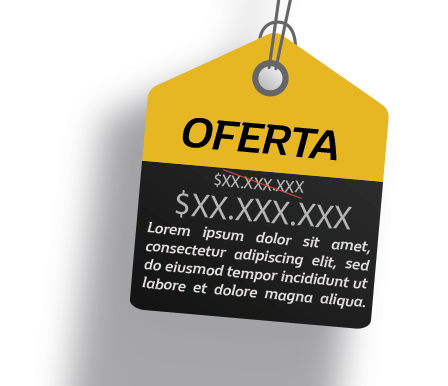 OFERTA
$XX.XXX.XXX
$XX.XXX.XXX
Lorem ipsum dolor sit amet,
consectetur adipiscing elit, sed
do eiusmod tempor incididunt ut
labore et dolore magna aliqua.